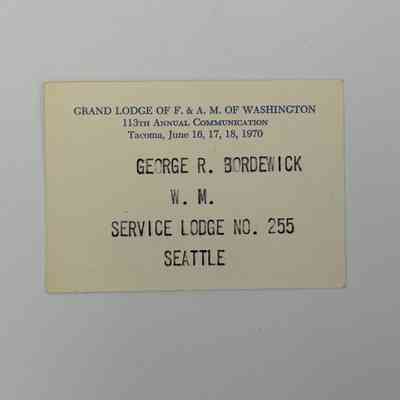 GRAND LODGE OF F. & A. M. OF WASHINGTON
113TH ANNUAL COMMUNICATION
Tacoma, June 16, 17, 18, 1970
GEORGE R. BORDEWICK
W. M.
SERVICE LODGE NO. 255
SEATTLE